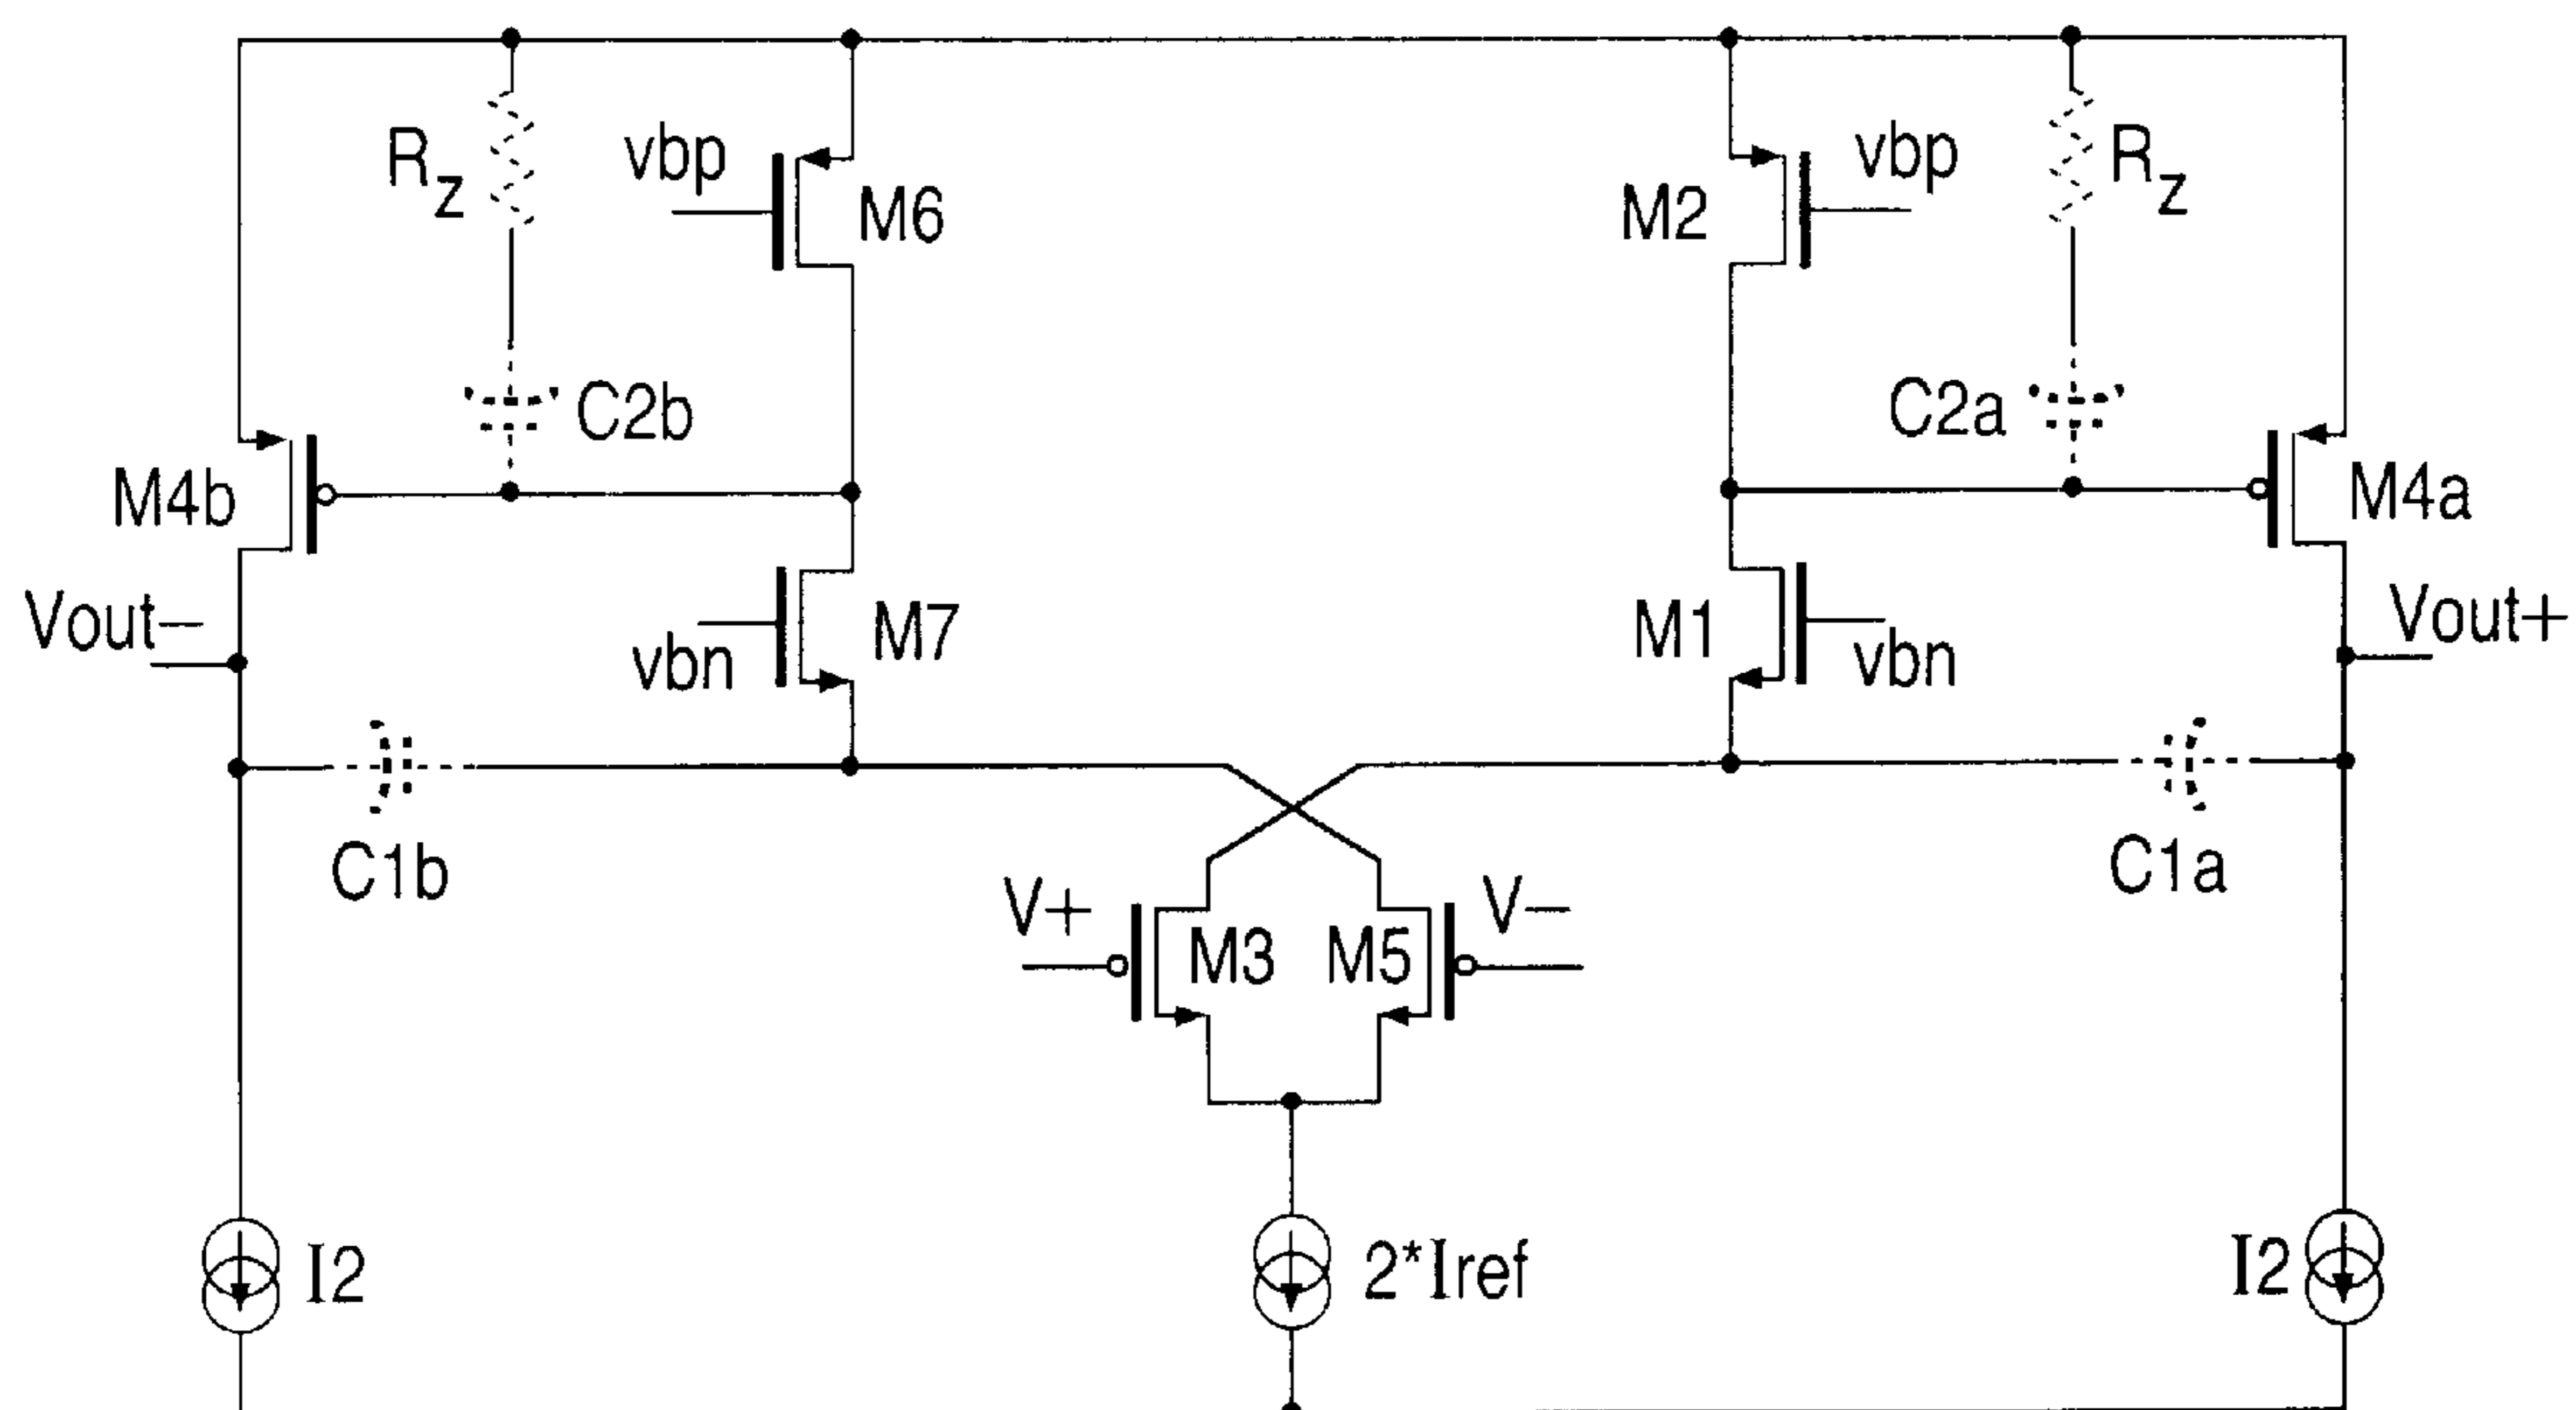 Rz
vbp
M6
M2
vbp
Rz
C2b
C2a
M4b
M4a
Vout−
M7
vbn
M1
vbn
Vout+
C1b
C1a
V+
M3
M5
V−
I2
2*Iref
I2